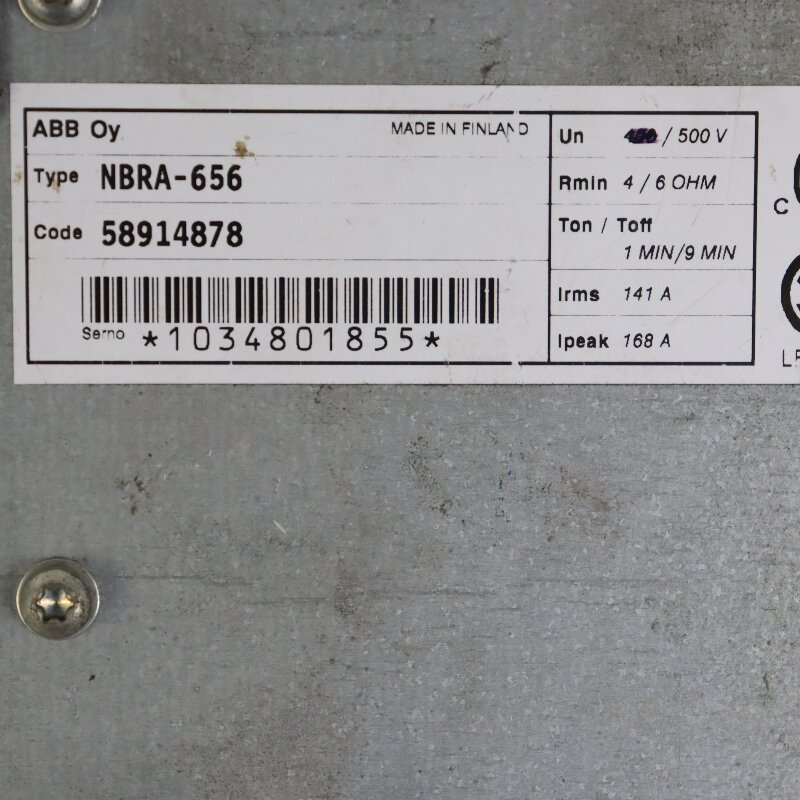 ABB Oy
MADE IN FINLAND
Type NBRA-656
Code 58914878
Serno *1034801855*
Un / 500 V
Rmin 4 / 6 OHM
Ton / Toff
1 MIN/9 MIN
Irms 141 A
Ipeak 168 A
C